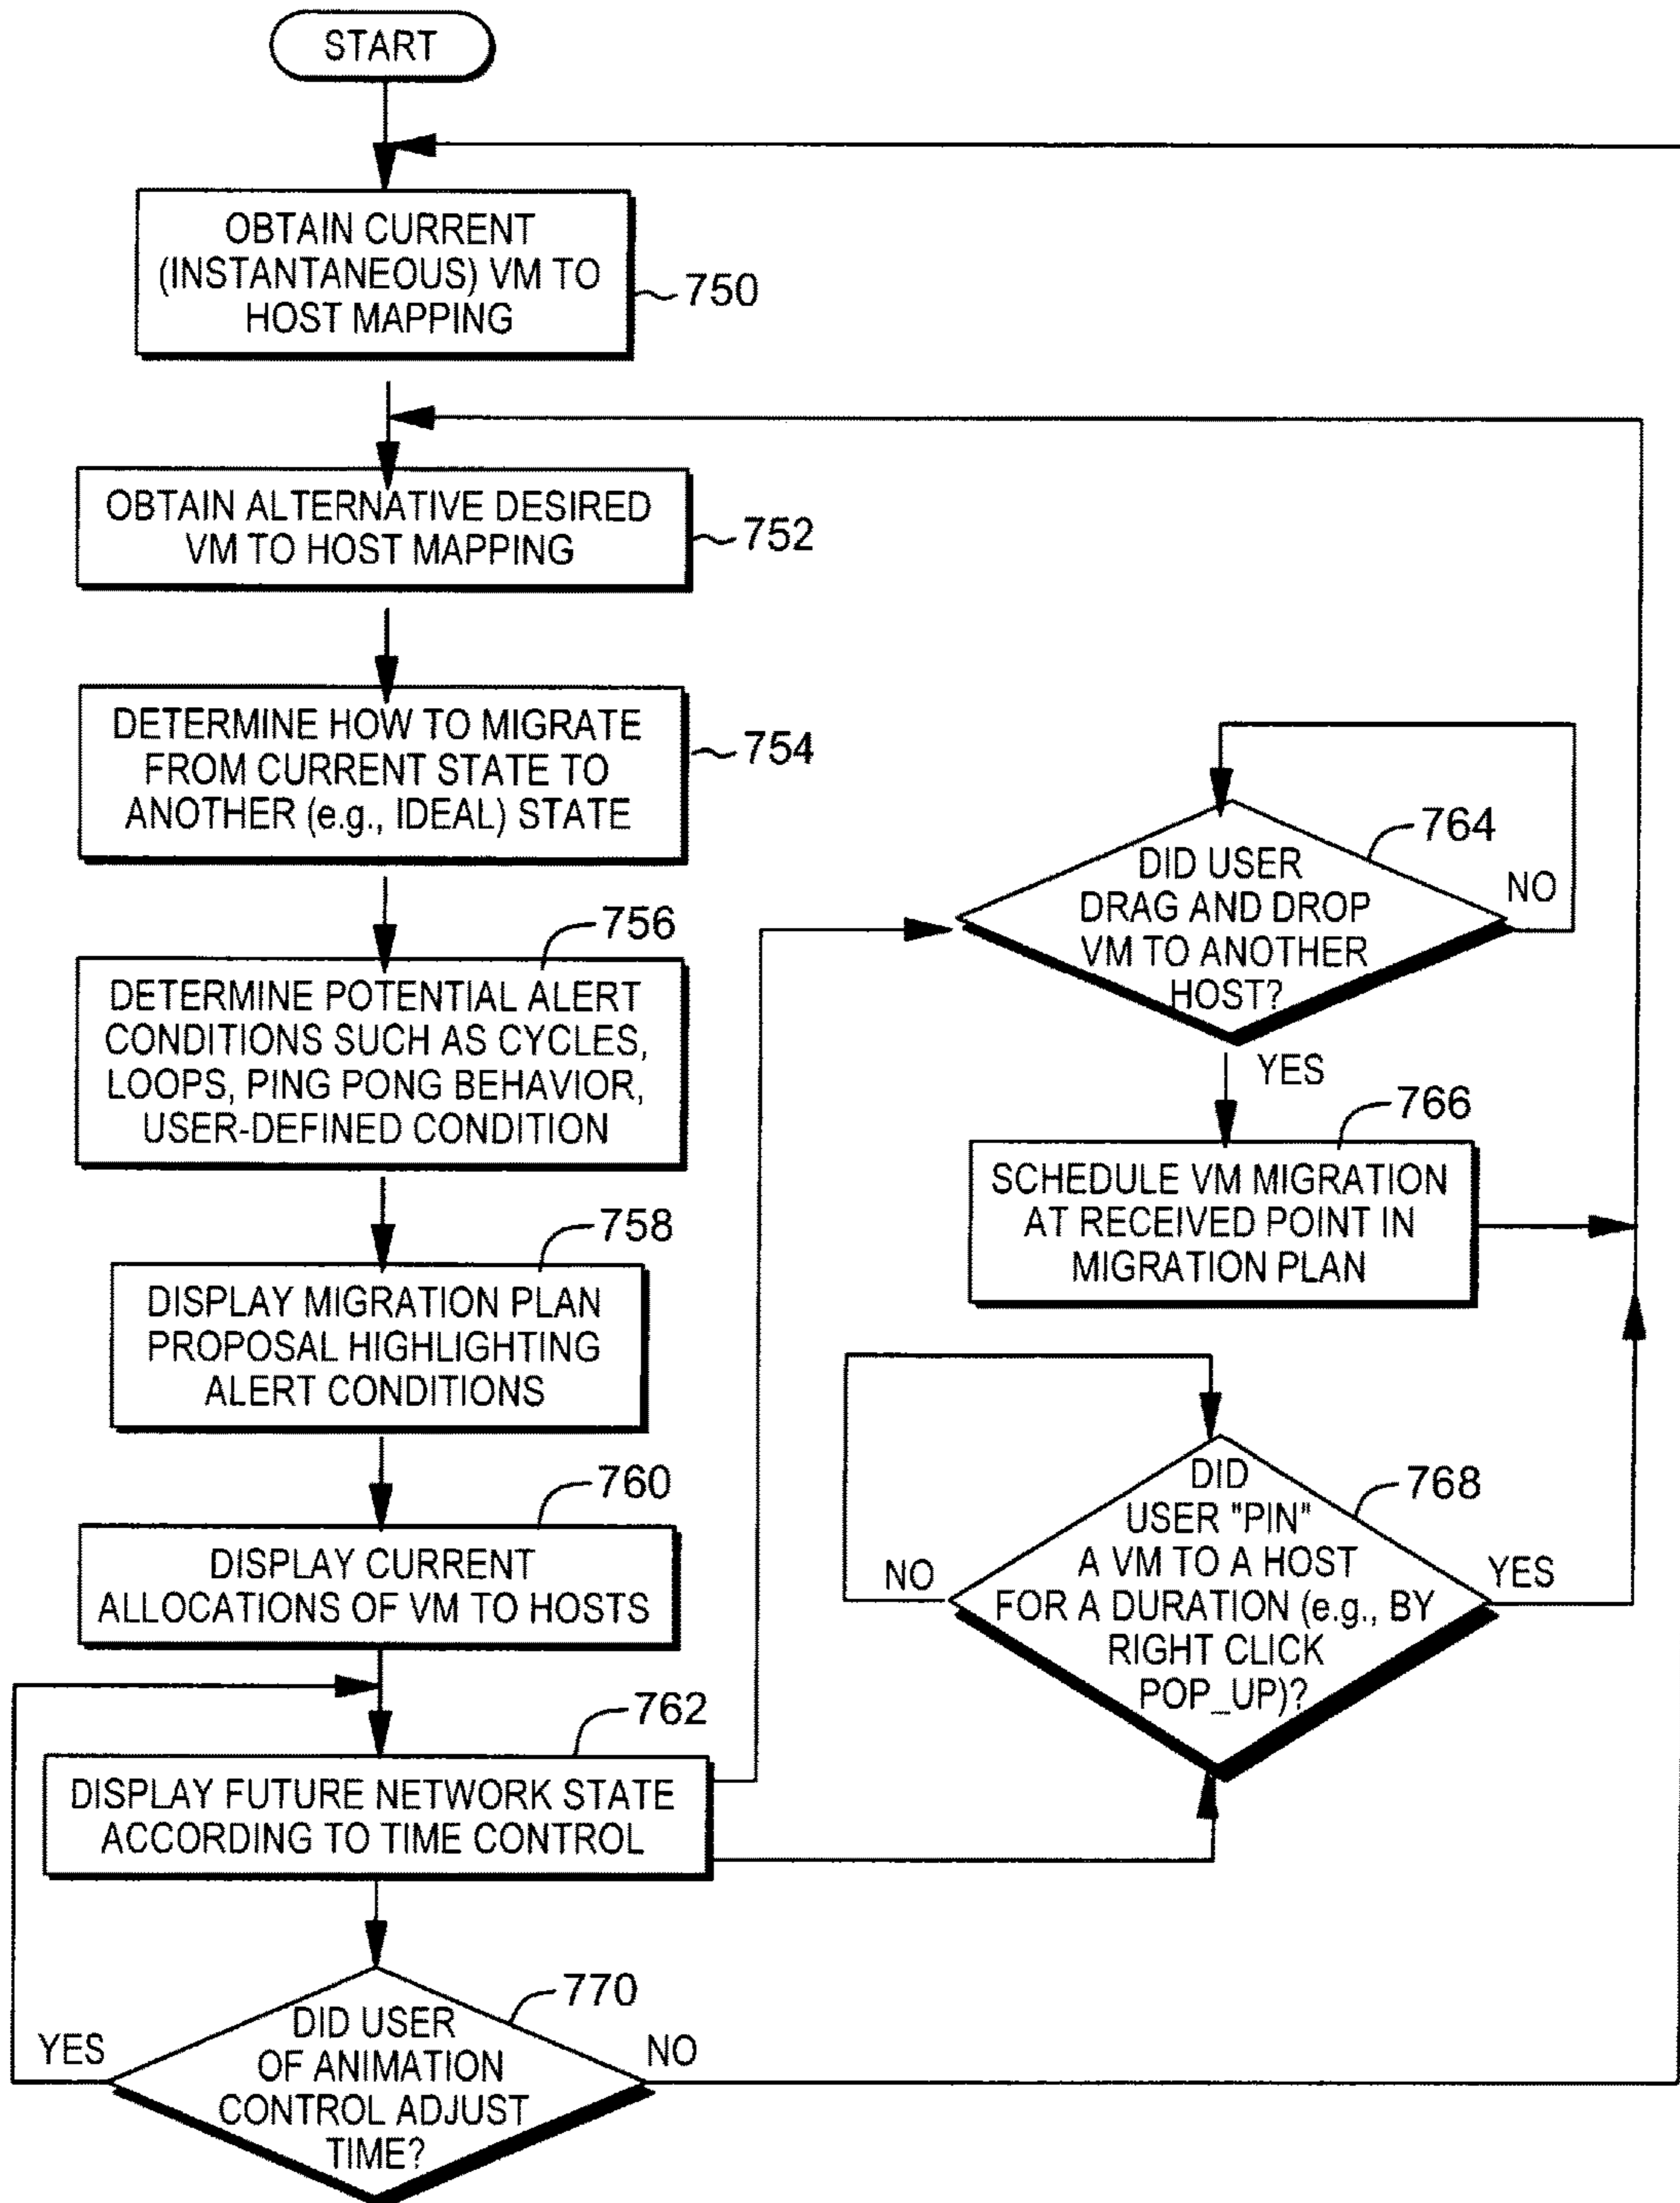 START
OBTAIN CURRENT
(INSTANTANEOUS) VM TO
HOST MAPPING
750
OBTAIN ALTERNATIVE DESIRED
VM TO HOST MAPPING
752
DETERMINE HOW TO MIGRATE
FROM CURRENT STATE TO
ANOTHER (e.g., IDEAL) STATE
754
756
DETERMINE POTENTIAL ALERT
CONDITIONS SUCH AS CYCLES,
LOOPS, PING PONG BEHAVIOR,
USER-DEFINED CONDITION
758
DISPLAY MIGRATION PLAN
PROPOSAL HIGHLIGHTING
ALERT CONDITIONS
760
DISPLAY CURRENT
ALLOCATIONS OF VM TO HOSTS
762
DISPLAY FUTURE NETWORK STATE
ACCORDING TO TIME CONTROL
764
DID USER
DRAG AND DROP
VM TO ANOTHER
HOST?
NO
YES
766
SCHEDULE VM MIGRATION
AT RECEIVED POINT IN
MIGRATION PLAN
768
DID
USER "PIN"
A VM TO A HOST
FOR A DURATION (e.g., BY
RIGHT CLICK
POP_UP)?
NO
YES
770
DID USER
OF ANIMATION
CONTROL ADJUST
TIME?
YES
NO